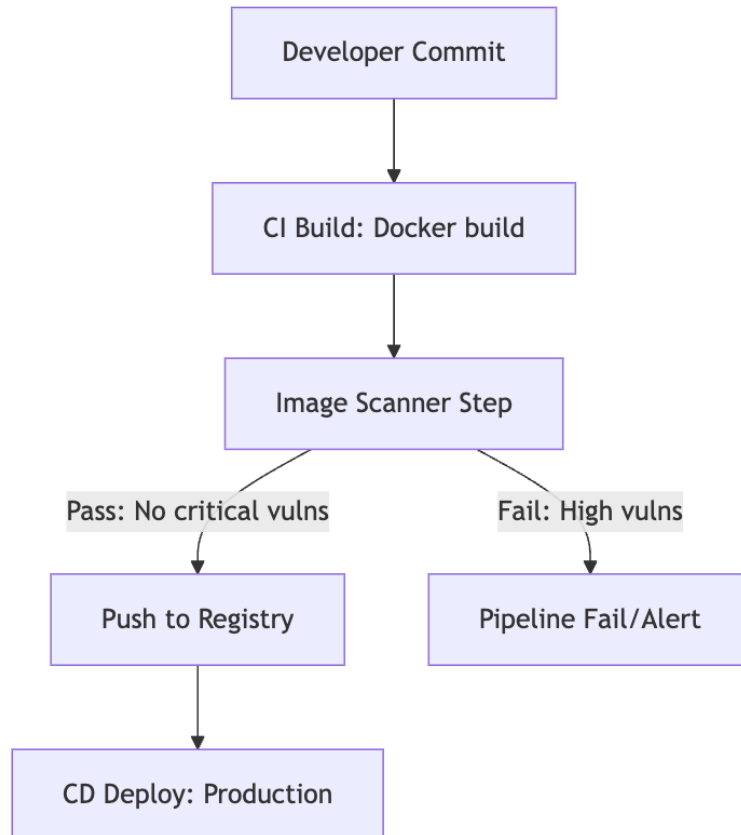 Developer Commit
CI Build: Docker build
Image Scanner Step
Pass: No critical vulns
Fail: High vulns
Push to Registry
Pipeline Fail/Alert
CD Deploy: Production